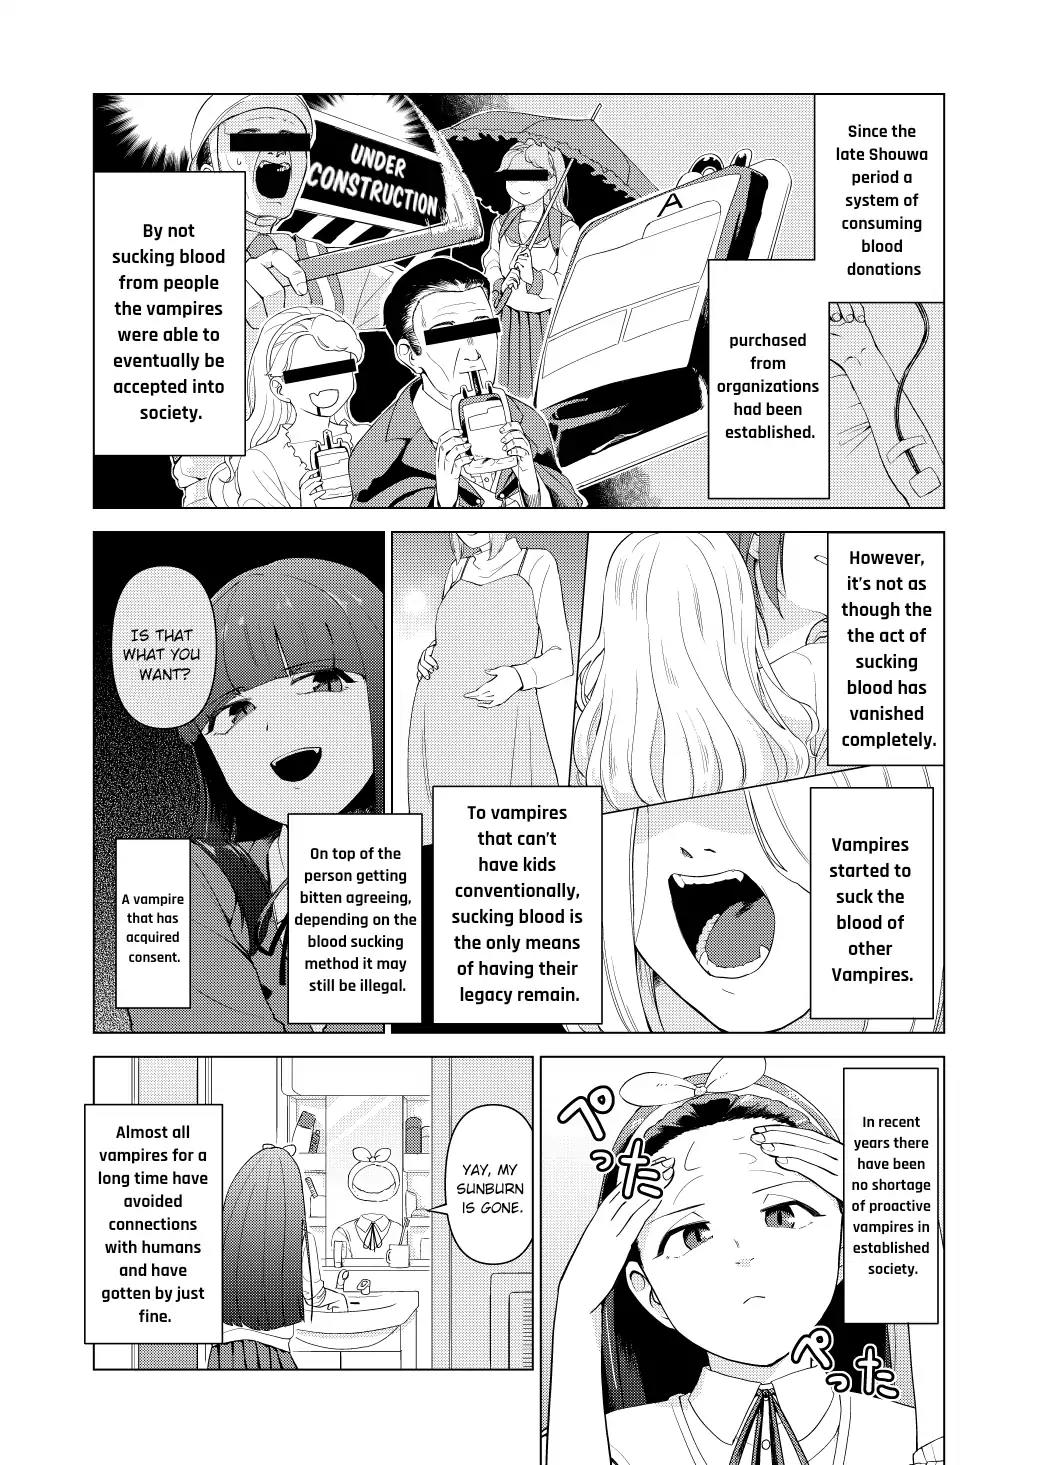 Since the
late Shouwa
period a
system of
consuming
blood
donations
purchased
from
organizations
had been
established.
A
UNDER
CONSTRUCTION
By not
sucking blood
from people
the vampires
were able to
eventually be
accepted into
society.
However,
it's not as
though the
the act of
sucking
blood has
vanished
completely.
Vampires
started to
suck the
blood of
other
Vampires.
To vampires
that can't
have kids
conventionally,
sucking blood is
the only means
of having their
legacy remain.
IS THAT
WHAT YOU
WANT?
On top of the
person getting
bitten agreeing,
depending on the
blood sucking
method it may
still be illegal.
A vampire
that has
acquired
consent.
In recent
years there
have been
no shortage
of proactive
vampires in
established
society.
ペ
った
ぺ
った
YAY, MY
SUNBURN
IS GONE.
Almost all
vampires for a
long time have
avoided
connections
with humans
and have
gotten by just
fine.